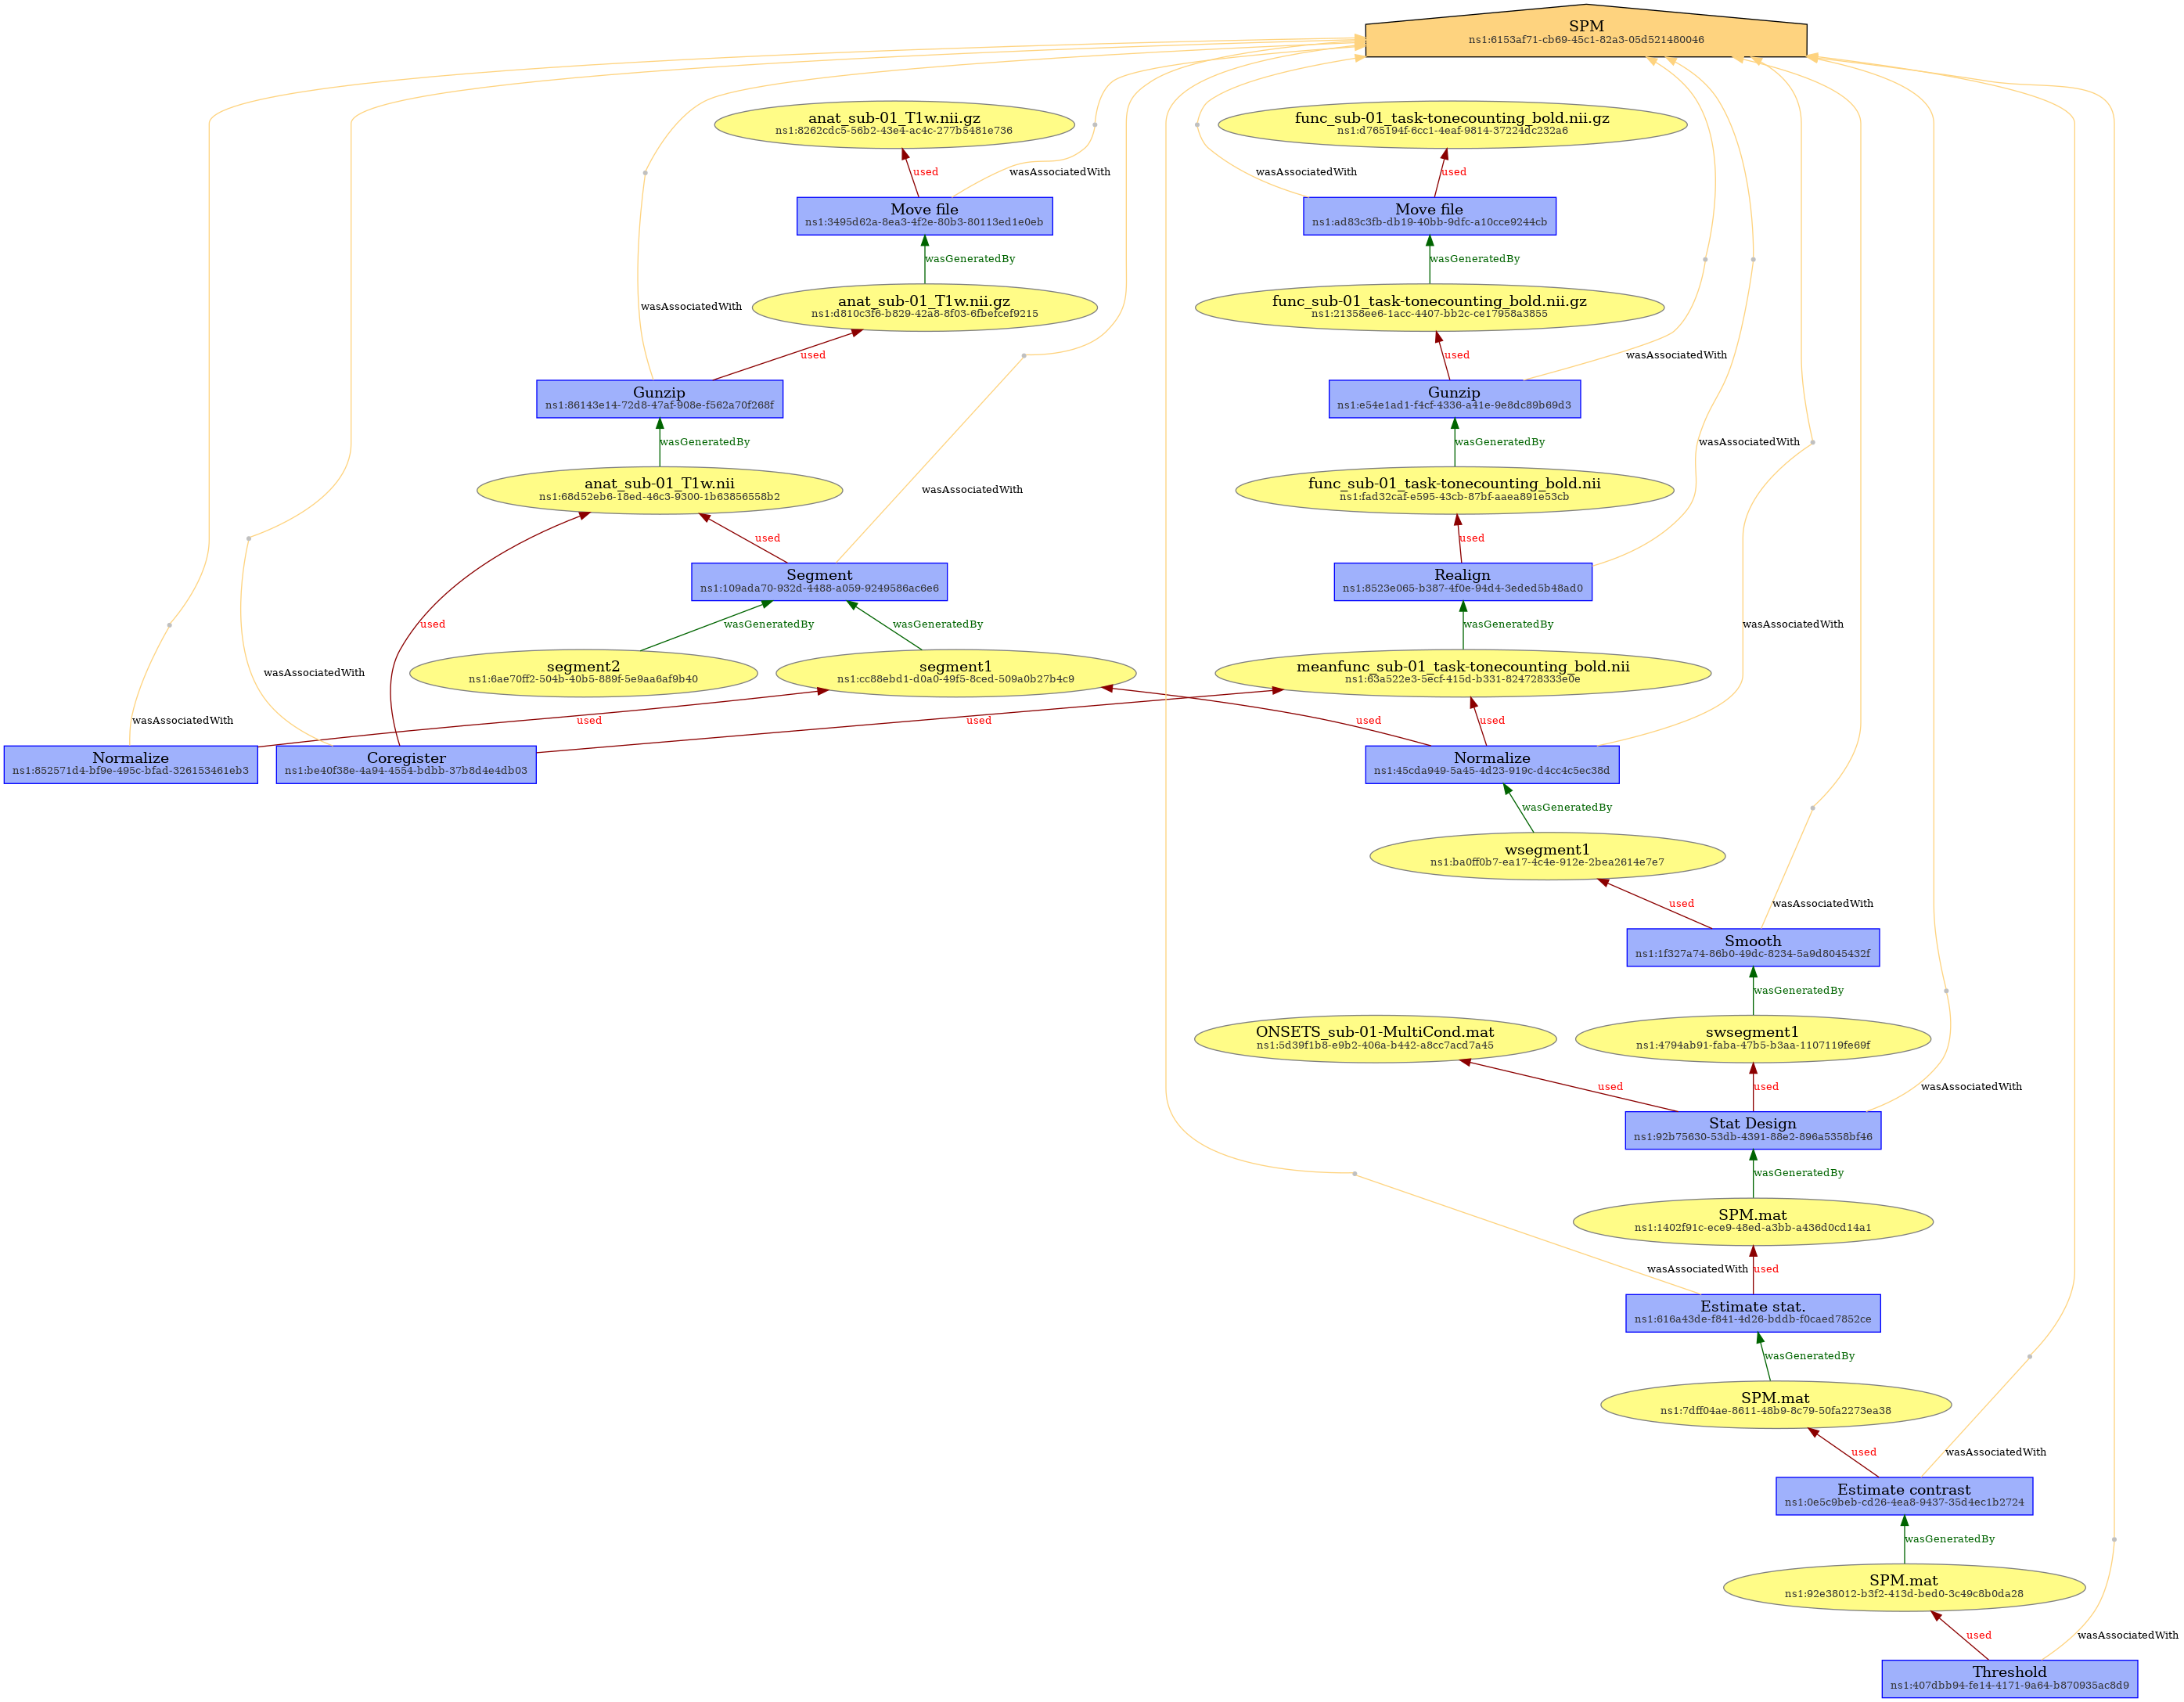 SPM
ns1:6153af71-cb69-45c1-82a3-05d521480046
anat_sub-01_T1w.nii.gz
ns1:8262cdc5-56b2-43e4-ac4c-277b5481e736
func_sub-01_task-tonecounting_bold.nii.gz
ns1:d765194f-6cc1-4eaf-9814-37224dc232a6
used
wasAssociatedWith
wasAssociatedWith
used
Move file
ns1:3495d62a-8ea3-4f2e-80b3-80113ed1e0eb
Move file
ns1:ad83c3fb-db19-40bb-9dfc-a10cce9244cb
wasGeneratedBy
wasGeneratedBy
wasAssociatedWith
anat_sub-01_T1w.nii.gz
ns1:d810c3f6-b829-42a8-8f03-6fbefcef9215
func_sub-01_task-tonecounting_bold.nii.gz
ns1:21358ee6-1acc-4407-bb2c-ce17958a3855
used
used
wasAssociatedWith
Gunzip
ns1:86143e14-72d8-47af-908e-f562a70f268f
Gunzip
ns1:e54e1ad1-f4cf-4336-a41e-9e8dc89b69d3
wasGeneratedBy
wasGeneratedBy
wasAssociatedWith
anat_sub-01_T1w.nii
ns1:68d52eb6-18ed-46c3-9300-1b63856558b2
wasAssociatedWith
func_sub-01_task-tonecounting_bold.nii
ns1:fad32caf-e595-43cb-87bf-aaea891e53cb
used
used
Segment
ns1:109ada70-932d-4488-a059-9249586ac6e6
Realign
ns1:8523e065-b387-4f0e-94d4-3eded5b48ad0
used
wasGeneratedBy
wasGeneratedBy
wasGeneratedBy
wasAssociatedWith
wasAssociatedWith
segment2
ns1:6ae70ff2-504b-40b5-889f-5e9aa6af9b40
segment1
ns1:cc88ebd1-d0a0-49f5-8ced-509a0b27b4c9
meanfunc_sub-01_task-tonecounting_bold.nii
ns1:63a522e3-5ecf-415d-b331-824728333e0e
wasAssociatedWith
used
used
used
used
Normalize
ns1:852571d4-bf9e-495c-bfad-326153461eb3
Coregister
ns1:be40f38e-4a94-4554-bdbb-37b8d4e4db03
Normalize
ns1:45cda949-5a45-4d23-919c-d4cc4c5ec38d
wasGeneratedBy
wsegment1
ns1:ba0ff0b7-ea17-4c4e-912e-2bea2614e7e7
used
wasAssociatedWith
Smooth
ns1:1f327a74-86b0-49dc-8234-5a9d8045432f
wasGeneratedBy
ONSETS_sub-01-MultiCond.mat
ns1:5d39f1b8-e9b2-406a-b442-a8cc7acd7a45
swsegment1
ns1:4794ab91-faba-47b5-b3aa-1107119fe69f
used
used
wasAssociatedWith
Stat Design
ns1:92b75630-53db-4391-88e2-896a5358bf46
wasGeneratedBy
SPM.mat
ns1:1402f91c-ece9-48ed-a3bb-a436d0cd14a1
wasAssociatedWith
used
Estimate stat.
ns1:616a43de-f841-4d26-bddb-f0caed7852ce
wasGeneratedBy
SPM.mat
ns1:7dff04ae-8611-48b9-8c79-50fa2273ea38
used
wasAssociatedWith
Estimate contrast
ns1:0e5c9beb-cd26-4ea8-9437-35d4ec1b2724
wasGeneratedBy
SPM.mat
ns1:92e38012-b3f2-413d-bed0-3c49c8b0da28
used
wasAssociatedWith
Threshold
ns1:407dbb94-fe14-4171-9a64-b870935ac8d9